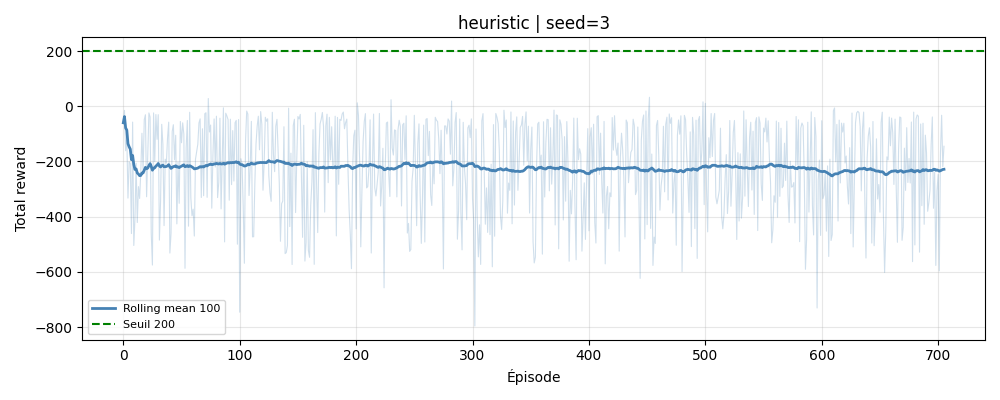 heuristic | seed=3
Total reward
200
0
−200
−400
−600
−800
Rolling mean 100
Seuil 200
0
100
200
300
400
500
600
700
Épisode